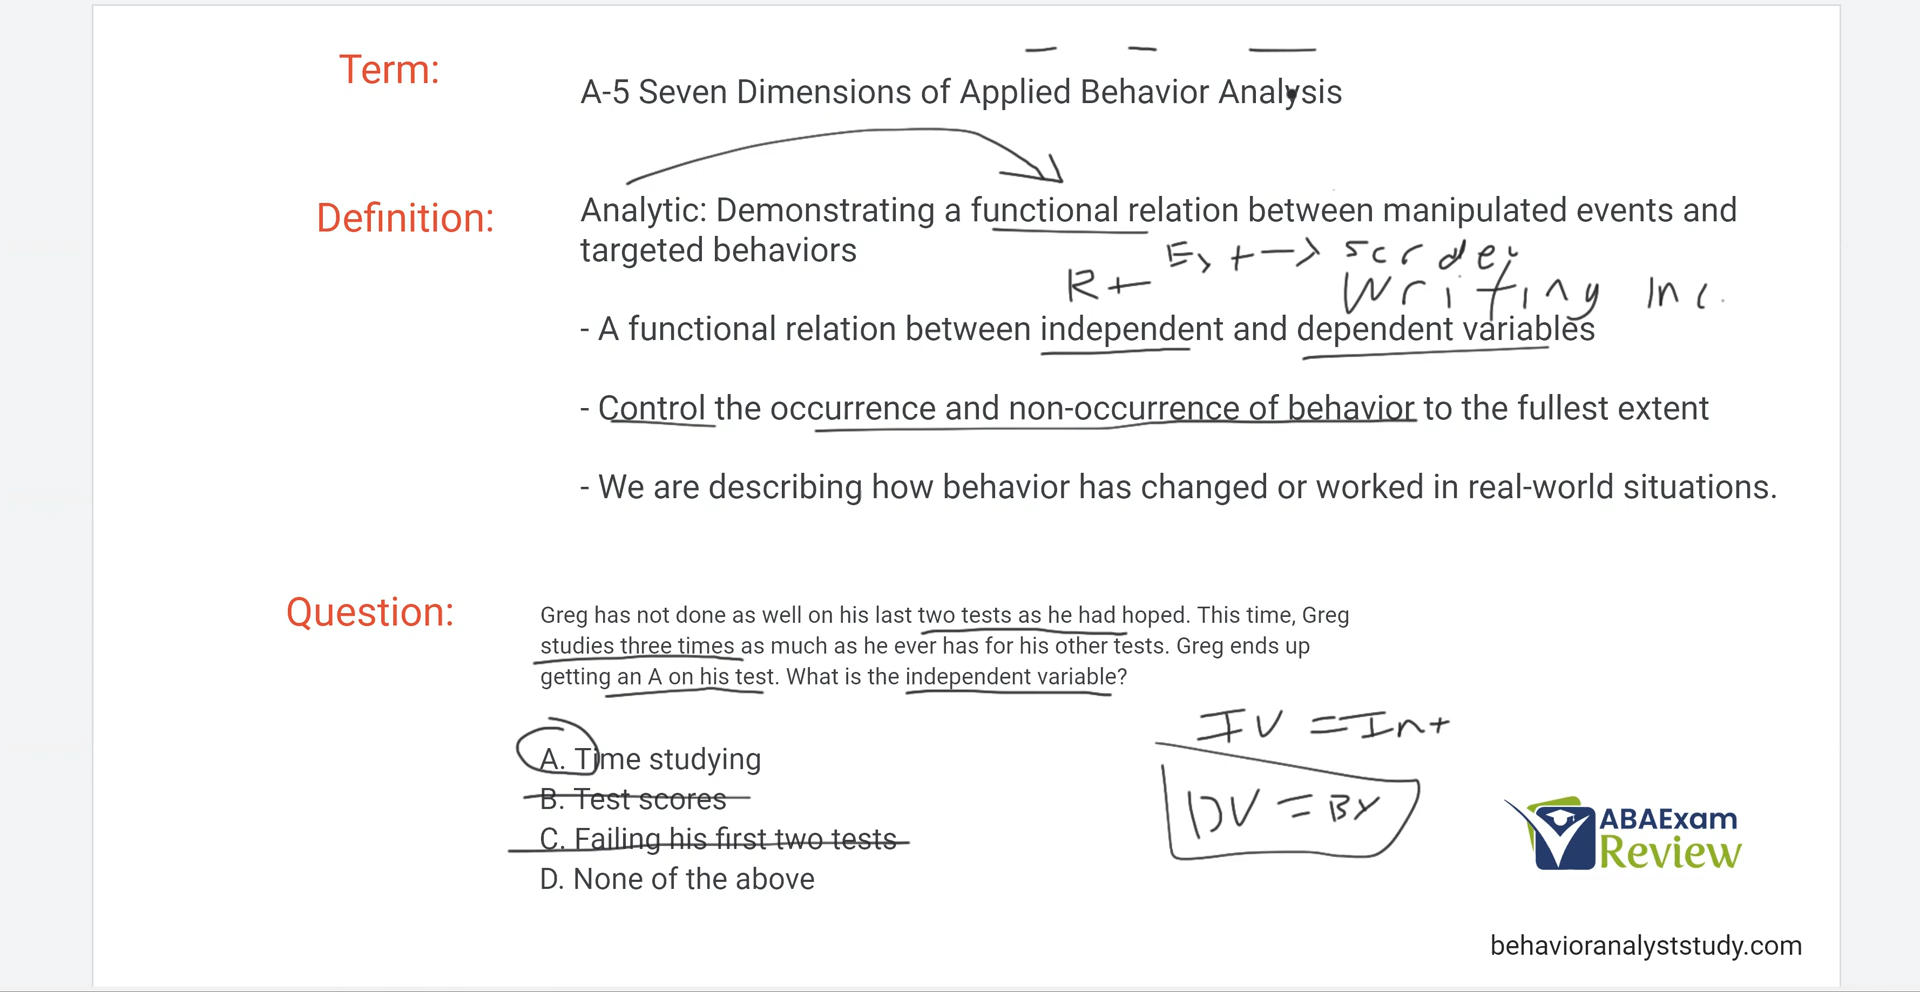 Term:
A-5 Seven Dimensions of Applied Behavior Analysis
Definition:
Analytic: Demonstrating a functional relation between manipulated events and
targeted behaviors
Ext → scr
R+ Writing Inc.
- A functional relation between independent and dependent variables
- Control the occurrence and non-occurrence of behavior to the fullest extent
- We are describing how behavior has changed or worked in real-world situations.
Question:
Greg has not done as well on his last two tests as he had hoped. This time, Greg
studies three times as much as he ever has for his other tests. Greg ends up
getting an A on his test. What is the independent variable?
A. Time studying
B. Test scores
C. Failing his first two tests
D. None of the above
IV = Int
DV = BX
ABAExam
Review
behavioranalyststudy.com